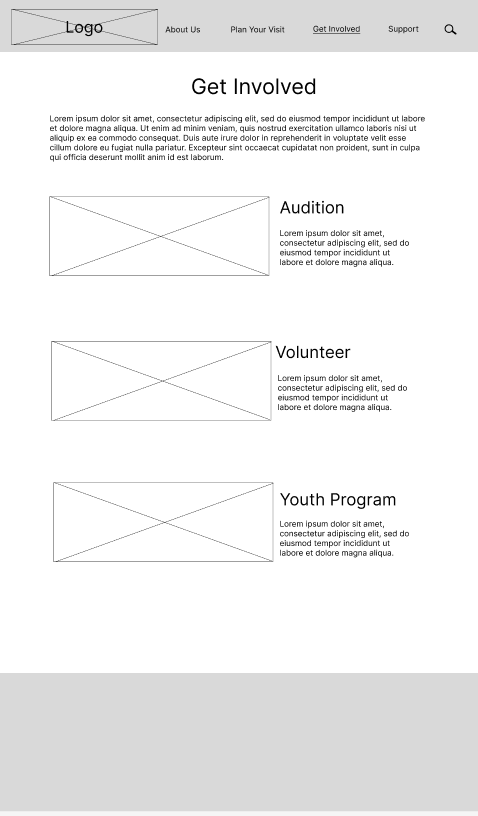 Logo
About Us
Plan Your Visit
Get Involved
Support
Get Involved
Lorem ipsum dolor sit amet, consectetur adipiscing elit, sed do eiusmod tempor incididunt ut labore
et dolore magna aliqua. Ut enim ad minim veniam, quis nostrud exercitation ullamco laboris nisi ut
aliquip ex ea commodo consequat. Duis aute irure dolor in reprehenderit in voluptate velit esse
cillum dolore eu fugiat nulla pariatur. Excepteur sint occaecat cupidatat non proident, sunt in culpa
qui officia deserunt mollit anim id est laborum.
Audition
Lorem ipsum dolor sit amet,
consectetur adipiscing elit, sed do
eiusmod tempor incididunt ut
labore et dolore magna aliqua.
Volunteer
Lorem ipsum dolor sit amet,
consectetur adipiscing elit, sed do
eiusmod tempor incididunt ut
labore et dolore magna aliqua.
Youth Program
Lorem ipsum dolor sit amet,
consectetur adipiscing elit, sed do
eiusmod tempor incididunt ut
labore et dolore magna aliqua.